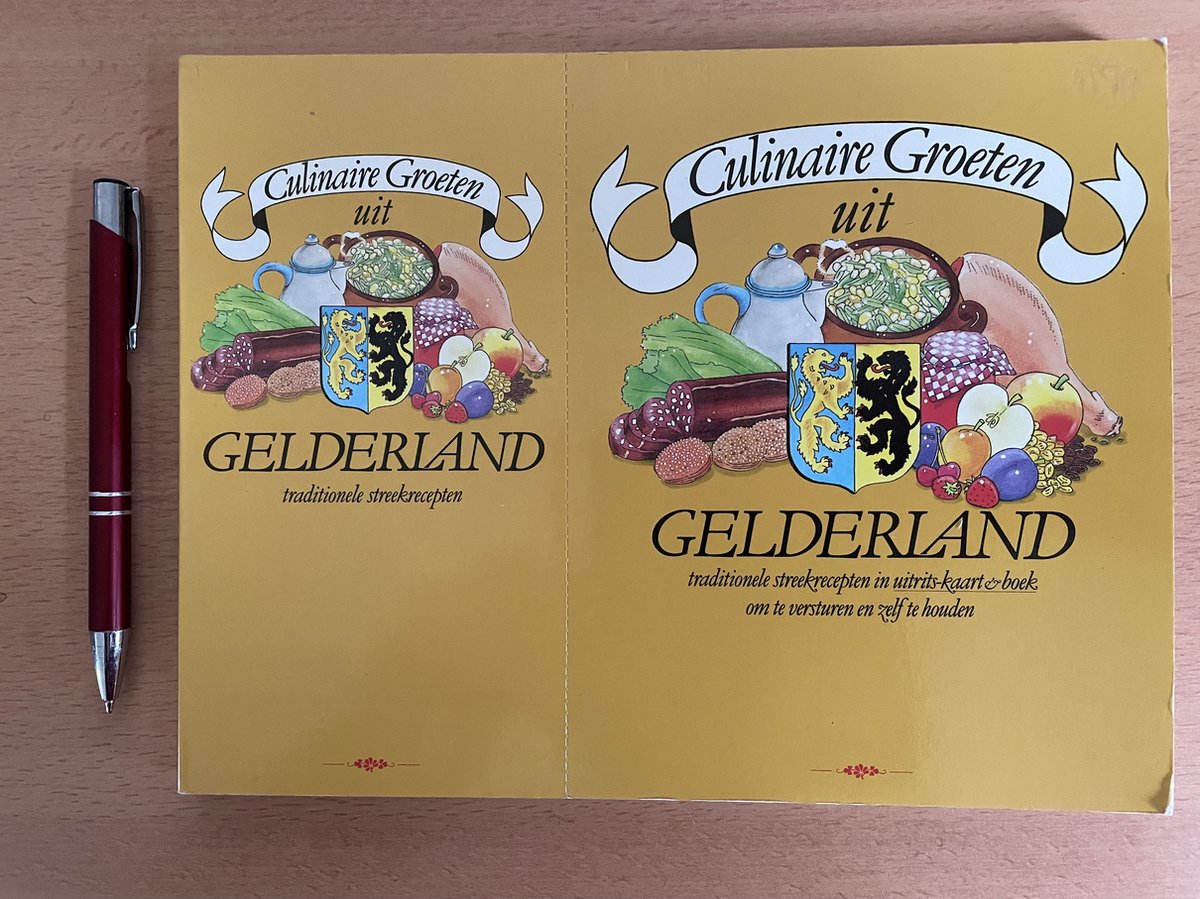 Culinaire Groeten
uit
GELDERLAND
traditionele streekrecepten
Culinaire Groeten
uit
GELDERLAND
traditionele streekrecepten in uitrits-kaart & boek
om te versturen en zelf te houden